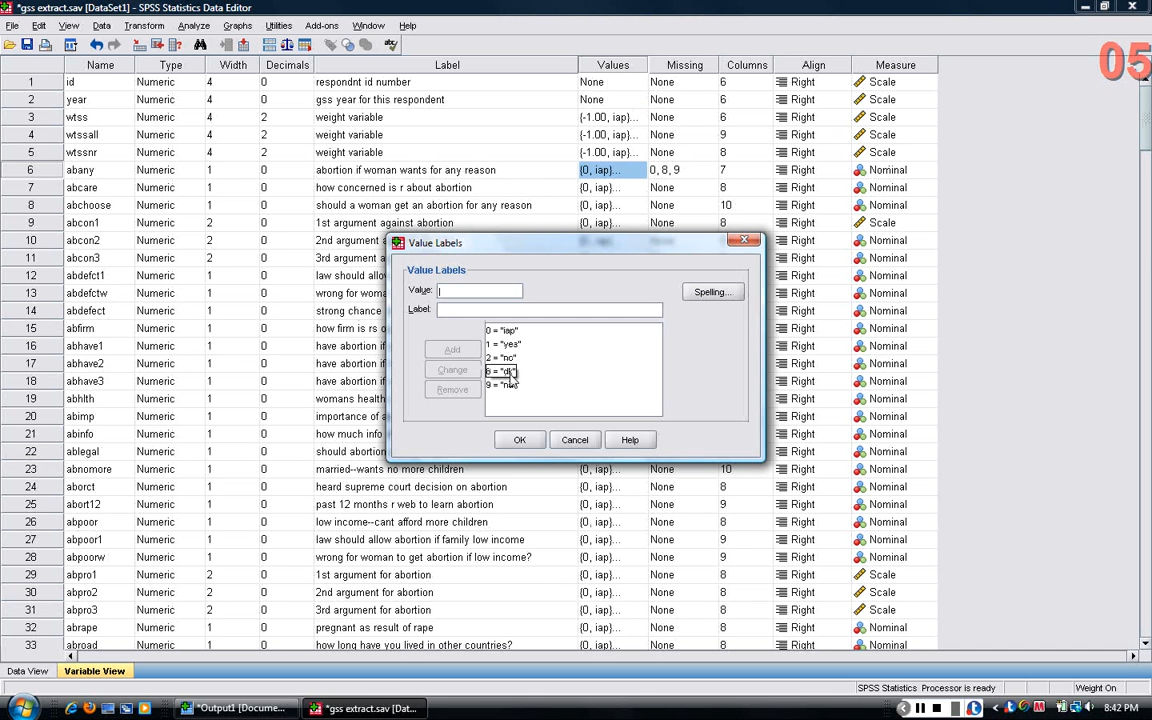 *gss extract.sav [DataSet1] - SPSS Statistics Data Editor
File Edit View Data Transform Analyze Graphs Utilities Add-ons Window Help
05
Name Type Width Decimals Label Values Missing Columns Align Measure
1 id Numeric 4 0 respondnt id number None None 6 Right Scale
2 year Numeric 4 0 gss year for this respondent None None 6 Right Scale
3 wtss Numeric 4 2 weight variable {-1.00, iap}... None 6 Right Scale
4 wtssall Numeric 4 2 weight variable {-1.00, iap}... None 9 Right Scale
5 wtssnr Numeric 4 2 weight variable {-1.00, iap}... None 8 Right Scale
6 abany Numeric 1 0 abortion if woman wants for any reason {0, iap}... 0, 8, 9 7 Right Nominal
7 abcare Numeric 1 0 how concerned is r about abortion {0, iap}... None 8 Right Nominal
8 abchoose Numeric 1 0 should a woman get an abortion for any reason {0, iap}... None 10 Right Nominal
9 abcon1 Numeric 2 0 1st argument against abortion {0, iap}... None 8 Right Scale
10 abcon2 Numeric 2 0 2nd argument Right Nominal
11 abcon3 Numeric 2 0 3rd argument Right Nominal
12 abdefct1 Numeric 1 0 law should allow Right Nominal
13 abdefctw Numeric 1 0 wrong for woma Right Nominal
14 abdefect Numeric 1 0 strong chance Right Nominal
15 abfirm Numeric 1 0 how firm is rs o Right Nominal
16 abhave1 Numeric 1 0 have abortion i Right Nominal
17 abhave2 Numeric 1 0 have abortion i Right Nominal
18 abhave3 Numeric 1 0 have abortion i Right Nominal
19 abhlth Numeric 1 0 womans health Right Nominal
20 abimp Numeric 1 0 importance of a Right Nominal
21 abinfo Numeric 1 0 how much info Right Nominal
22 ablegal Numeric 1 0 should it be Right Nominal
23 abnomore Numeric 1 0 married--wants no more children {0, iap}... None 10 Right Nominal
24 aborct Numeric 1 0 heard supreme court decision on abortion {0, iap}... None 8 Right Nominal
25 abort12 Numeric 1 0 past 12 months r web to learn abortion {0, iap}... None 9 Right Nominal
26 abpoor Numeric 1 0 low income--cant afford more children {0, iap}... None 8 Right Nominal
27 abpoor1 Numeric 1 0 law should allow abortion if family low income {0, iap}... None 9 Right Nominal
28 abpoorw Numeric 1 0 wrong for woman to get abortion if low income? {0, iap}... None 9 Right Nominal
29 abpro1 Numeric 2 0 1st argument for abortion {0, iap}... None 8 Right Scale
30 abpro2 Numeric 2 0 2nd argument for abortion {0, iap}... None 8 Right Scale
31 abpro3 Numeric 2 0 3rd argument for abortion {0, iap}... None 8 Right Scale
32 abrape Numeric 1 0 pregnant as result of rape {0, iap}... None 8 Right Nominal
33 abroad Numeric 1 0 how long have you lived in other countries? {0, iap}... None 8 Right Nominal
Value Labels
Value Labels
Value:
Spelling...
Label:
0 = "iap"
1 = "yes"
2 = "no"
8 = "dk"
9 =
Add
Change
Remove
OK Cancel Help
Data View Variable View
SPSS Statistics Processor is ready Weight On
*Output1 [Docume... *gss extract.sav [Dat... 8:42 PM